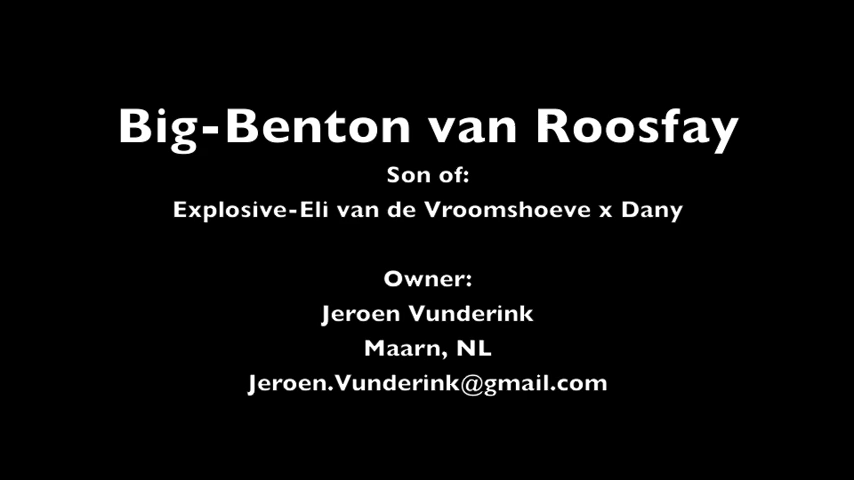 Big-Benton van Roosfay
Son of:
Explosive-Eli van de Vroomshoeve x Dany
Owner:
Jeroen Vunderink
Maarn, NL
Jeroen.Vunderink@gmail.com